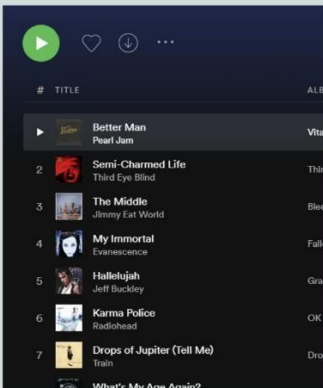 # TITLE ALB
Better Man
Pearl Jam
Vita
2
Semi-Charmed Life
Third Eye Blind
Thir
3
The Middle
Jimmy Eat World
Blee
4
My Immortal
Evanescence
Falle
5
Hallelujah
Jeff Buckley
Gra
6
Karma Police
Radiohead
OK
7
Drops of Jupiter (Tell Me)
Train
Dro
What's My Age Again?